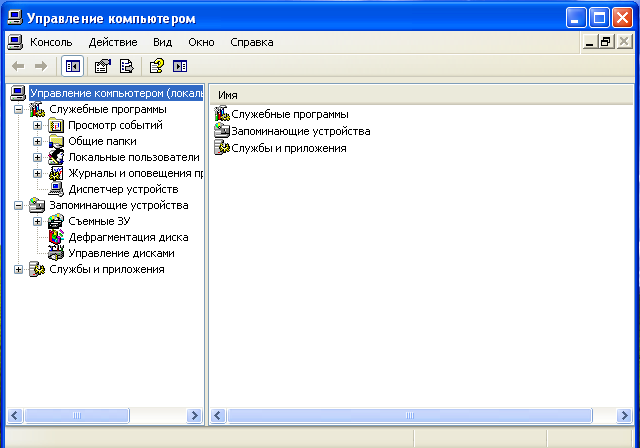 Управление компьютером
Консоль Действие Вид Окно Справка
Управление компьютером (локаль
Служебные программы
Просмотр событий
Общие папки
Локальные пользователи
Журналы и оповещения пр
Диспетчер устройств
Запоминающие устройства
Съемные ЗУ
Дефрагментация диска
Управление дисками
Службы и приложения
Имя
Служебные программы
Запоминающие устройства
Службы и приложения